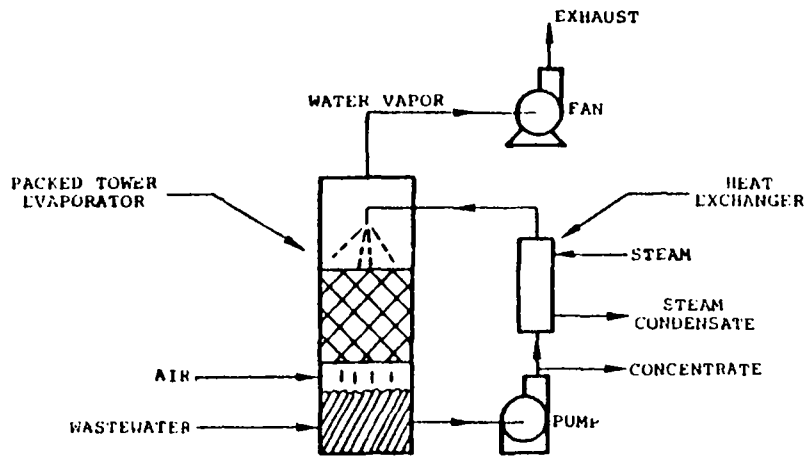 EXHAUST
WATER VAPOR
FAN
PACKED TOWER
EVAPORATOR
HEAT
EXCHANGER
STEAM
STEAM
CONDENSATE
AIR
CONCENTRATE
WASTEWATER
PUMP